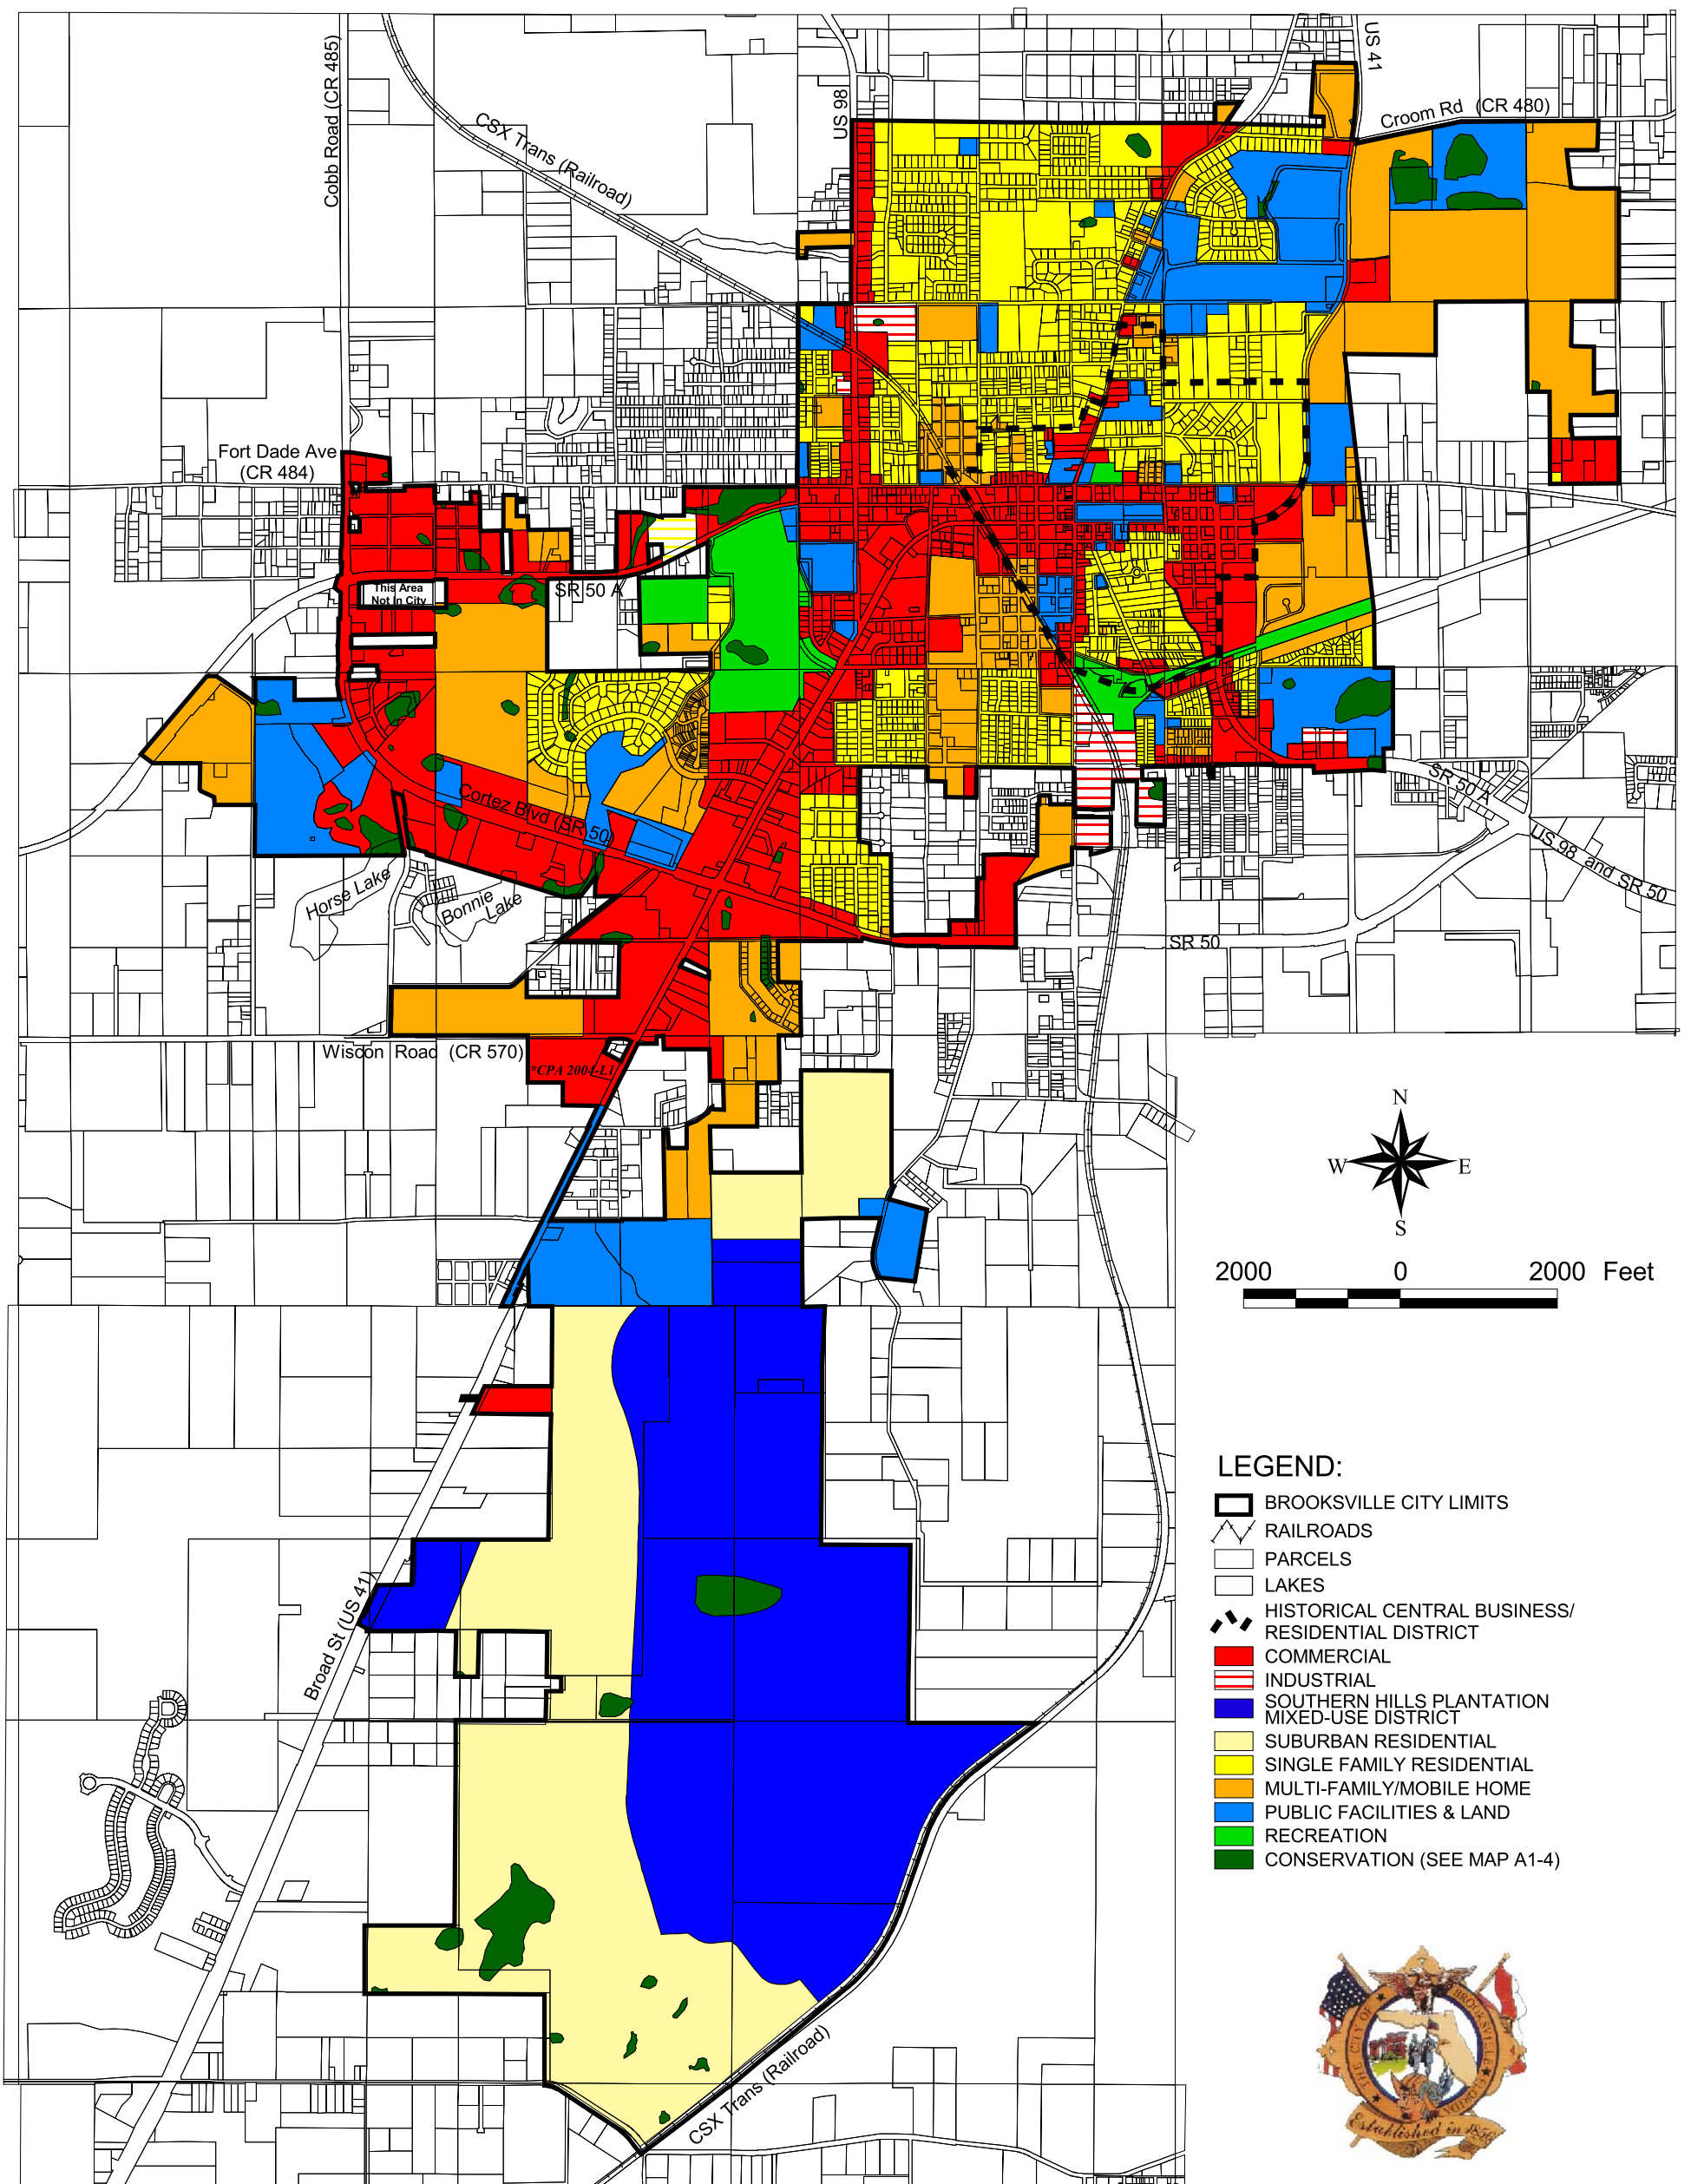 US 41
Cobb Road (CR 485)
US 98
Croom Rd (CR 480)
CSX Trans (Railroad)
Fort Dade Ave
(CR 484)
This Area
Not In City
SR 50 A
Cortez Blvd (SR 50)
SR 50 A
US 98 and SR 50
Horse Lake
Bonnie
Lake
SR 50
Wiscon Road (CR 570)
*CPA 2004-L1
N
W E
S
2000 0 2000 Feet
LEGEND:
BROOKSVILLE CITY LIMITS
RAILROADS
PARCELS
LAKES
HISTORICAL CENTRAL BUSINESS/
RESIDENTIAL DISTRICT
COMMERCIAL
INDUSTRIAL
SOUTHERN HILLS PLANTATION
MIXED-USE DISTRICT
SUBURBAN RESIDENTIAL
SINGLE FAMILY RESIDENTIAL
MULTI-FAMILY/MOBILE HOME
PUBLIC FACILITIES & LAND
RECREATION
CONSERVATION (SEE MAP A1-4)
Broad St (US 41)
CSX Trans (Railroad)
THE CITY OF BROOKSVILLE FLORIDA
Established in 1856